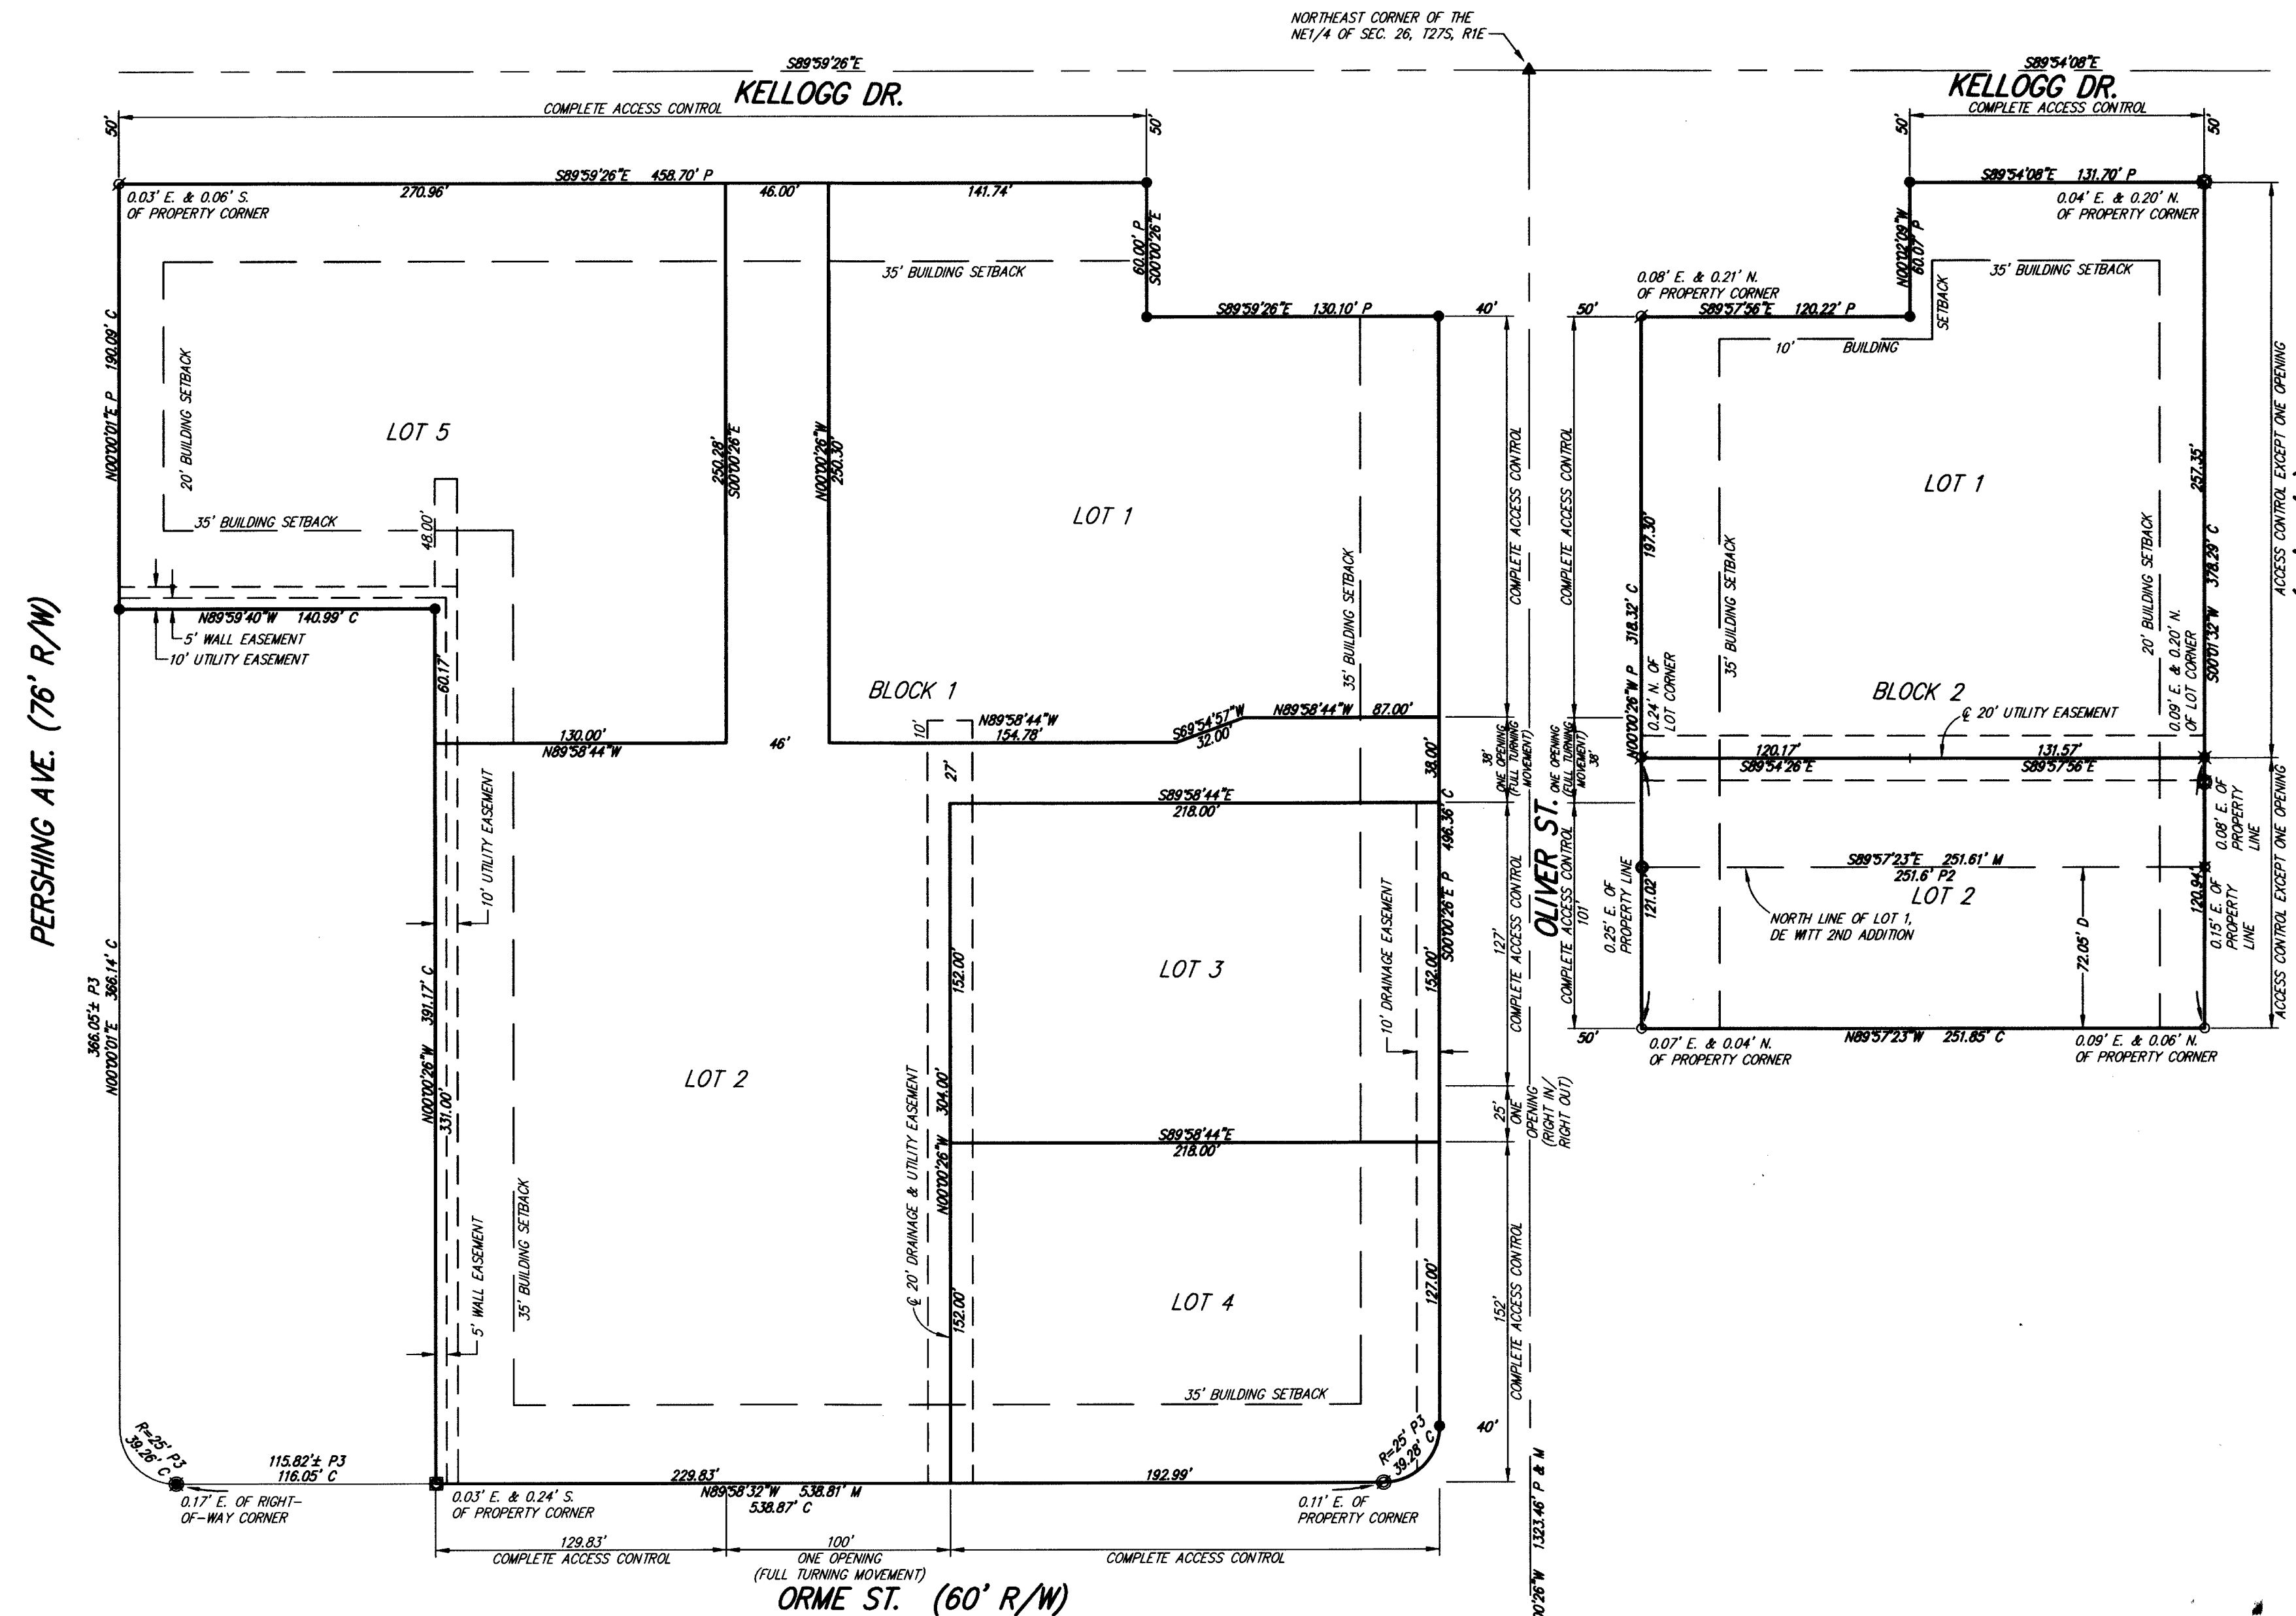 NORTHEAST CORNER OF THE
NE1/4 OF SEC. 26, T27S, R1E
S89°59'26"E
KELLOGG DR.
COMPLETE ACCESS CONTROL
50'
50'
S89°54'08"E
KELLOGG DR.
COMPLETE ACCESS CONTROL
50'
50'
S89°59'26"E 458.70' P
270.96'
46.00'
141.74'
0.03' E. & 0.06' S.
OF PROPERTY CORNER
60.00' P
S00°00'26"E
35' BUILDING SETBACK
S89°59'26"E 130.10' P
40'
N00°00'01"E P 190.09' C
20' BUILDING SETBACK
LOT 5
35' BUILDING SETBACK
48.00'
250.28'
S00°00'26"E
N00°00'26"W
250.30'
LOT 1
35' BUILDING SETBACK
N89°59'40"W 140.99' C
5' WALL EASEMENT
10' UTILITY EASEMENT
60.17'
130.00'
N89°58'44"W
46'
BLOCK 1
10'
N89°58'44"W
154.78'
S69°54'57"W
32.00'
N89°58'44"W 87.00'
27'
38.00'
S89°58'44"E
218.00'
PERSHING AVE. (76' R/W)
366.05'± P3
N00°00'01"E 366.14' C
N00°00'26"W 391.17' C
331.00'
10' UTILITY EASEMENT
5' WALL EASEMENT
35' BUILDING SETBACK
LOT 2
℄ 20' DRAINAGE & UTILITY EASEMENT
N00°00'26"W 304.00'
152.00'
152.00'
LOT 3
10' DRAINAGE EASEMENT
S00°00'26"E P 496.36' C
152.00'
S89°58'44"E
218.00'
LOT 4
127.00'
35' BUILDING SETBACK
R=25' P3
39.28' C
40'
R=25' P3
39.26' C
115.82'± P3
116.05' C
0.17' E. OF RIGHT-
OF-WAY CORNER
0.03' E. & 0.24' S.
OF PROPERTY CORNER
229.83'
N89°58'32"W 538.81' M
538.87' C
192.99'
0.11' E. OF
PROPERTY CORNER
129.83'
COMPLETE ACCESS CONTROL
100'
ONE OPENING
(FULL TURNING MOVEMENT)
COMPLETE ACCESS CONTROL
ORME ST. (60' R/W)
COMPLETE ACCESS CONTROL
38'
ONE OPENING
(FULL TURNING
MOVEMENT)
127'
COMPLETE ACCESS CONTROL
25'
ONE
OPENING
(RIGHT IN/
RIGHT OUT)
152'
COMPLETE ACCESS CONTROL
OLIVER ST.
1323.46' P & M
COMPLETE ACCESS CONTROL
ONE OPENING
(FULL TURNING
MOVEMENT)
38'
COMPLETE ACCESS CONTROL
101'
50'
50'
S89°54'08"E 131.70' P
0.04' E. & 0.20' N.
OF PROPERTY CORNER
N00°02'09"W
60.07' P
0.08' E. & 0.21' N.
OF PROPERTY CORNER
S89°57'56"E 120.22' P
35' BUILDING SETBACK
SETBACK
10' BUILDING
LOT 1
197.30'
N00°00'26"W P 318.32' C
0.24' N. OF
LOT CORNER
35' BUILDING SETBACK
20' BUILDING SETBACK
257.35'
S00°01'32"W 378.29' C
0.09' E. & 0.20' N.
OF LOT CORNER
BLOCK 2
℄ 20' UTILITY EASEMENT
120.17'
S89°54'26"E
131.57'
S89°57'56"E
ACCESS CONTROL EXCEPT ONE OPENING
ACCESS CONTROL EXCEPT ONE OPENING
0.08' E. OF
PROPERTY
LINE
0.15' E. OF
PROPERTY
LINE
120.94'
S89°57'23"E 251.61' M
251.6' P2
LOT 2
NORTH LINE OF LOT 1,
DE WITT 2ND ADDITION
72.05' D
0.25' E. OF
PROPERTY LINE
121.02'
N89°57'23"W 251.85' C
0.07' E. & 0.04' N.
OF PROPERTY CORNER
0.09' E. & 0.06' N.
OF PROPERTY CORNER